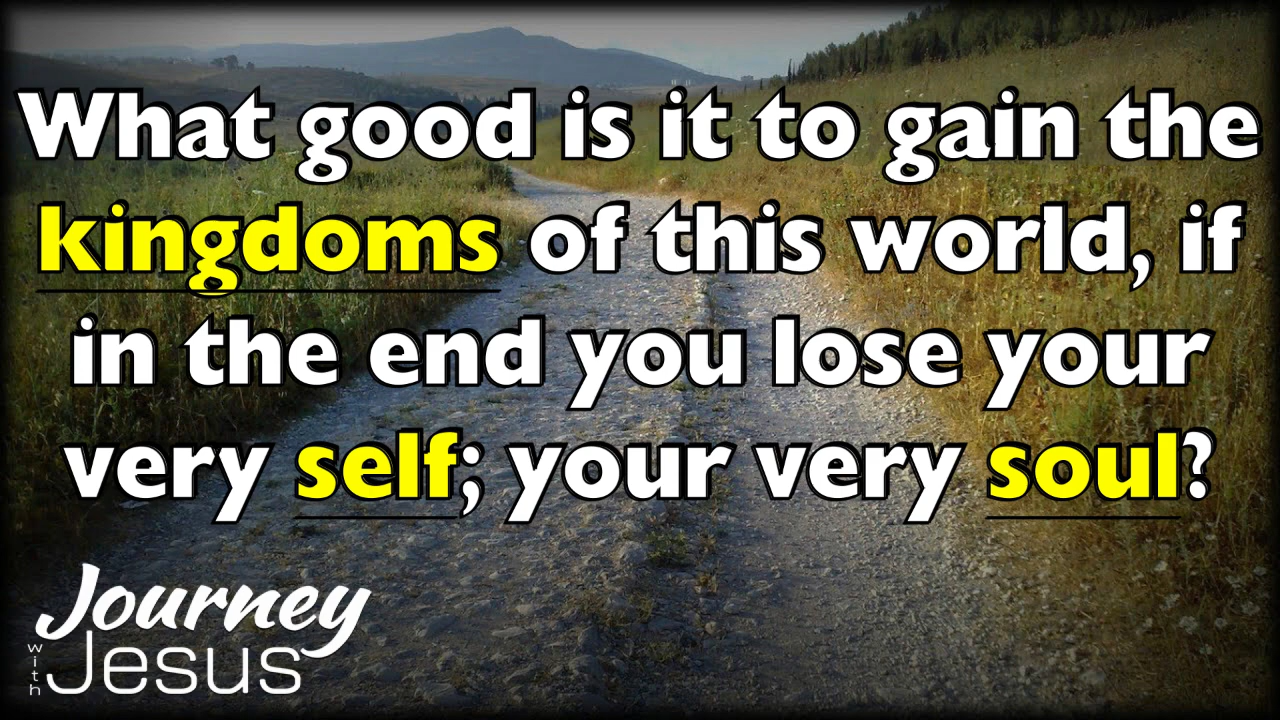 What good is it to gain the
kingdoms of this world, if
in the end you lose your
very self; your very soul?
Journey
with
Jesus